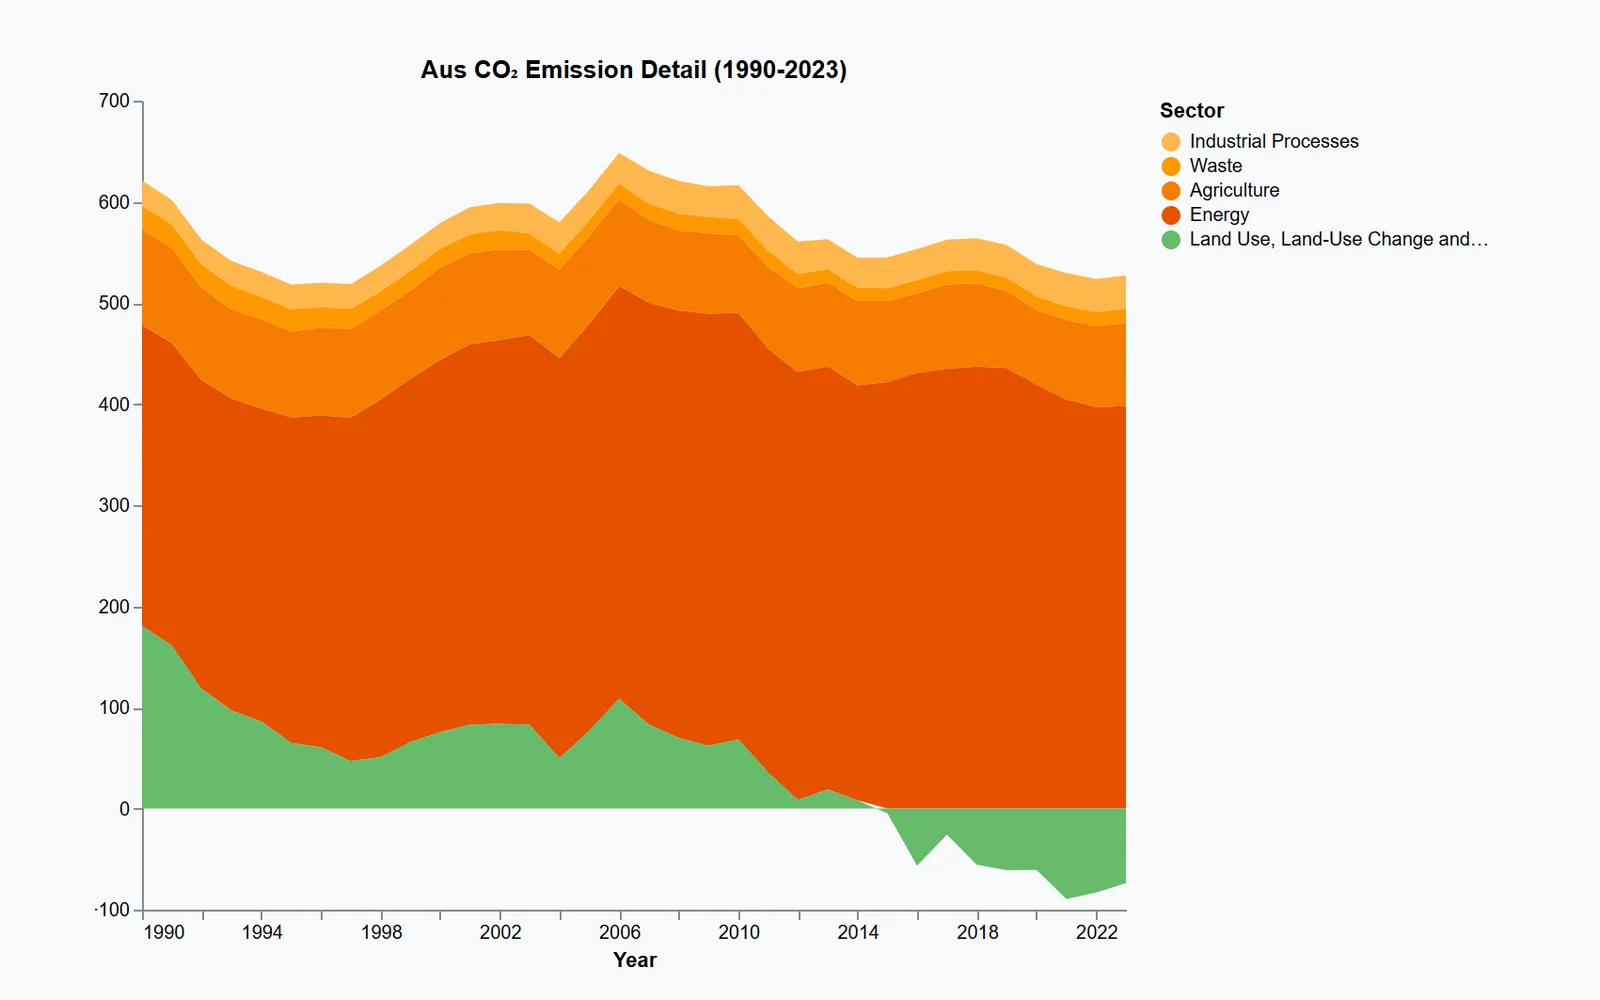 Aus CO₂ Emission Detail (1990-2023)
700
600
500
400
300
200
100
0
-100
1990 1994 1998 2002 2006 2010 2014 2018 2022
Year
Sector
Industrial Processes
Waste
Agriculture
Energy
Land Use, Land-Use Change and…